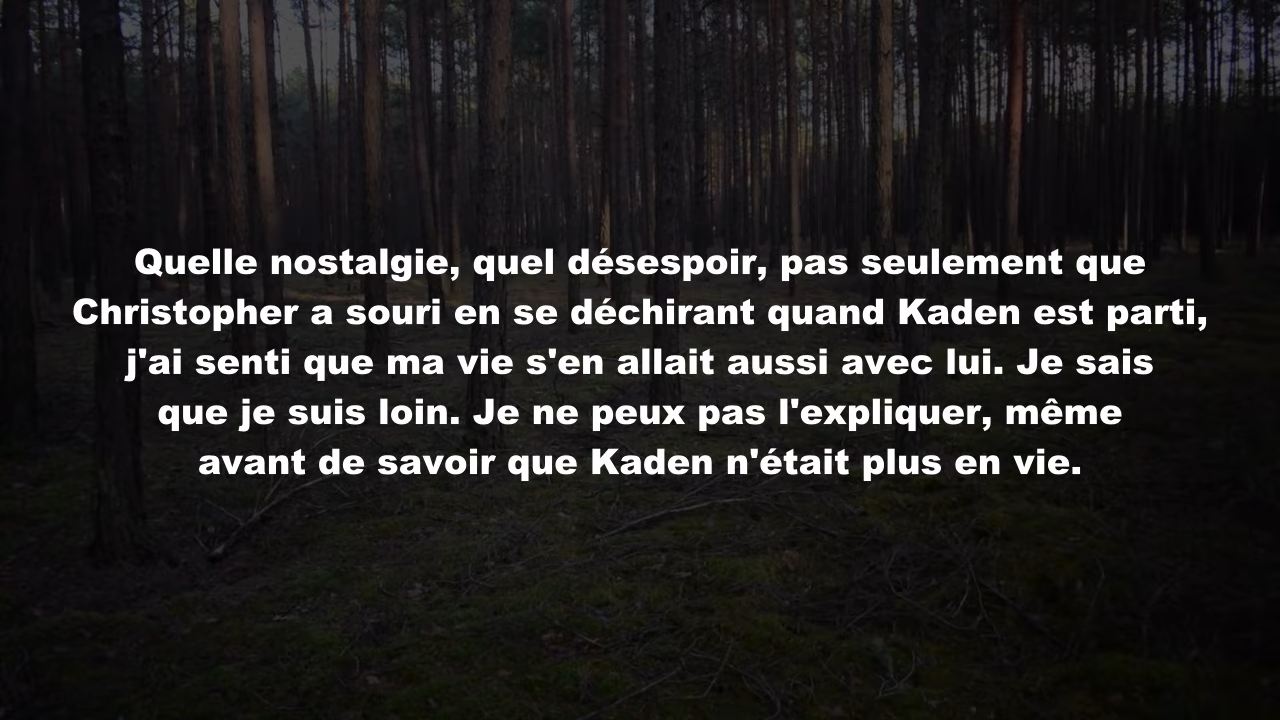 Quelle nostalgie, quel désespoir, pas seulement que
Christopher a souri en se déchirant quand Kaden est parti,
j'ai senti que ma vie s'en allait aussi avec lui. Je sais
que je suis loin. Je ne peux pas l'expliquer, même
avant de savoir que Kaden n'était plus en vie.